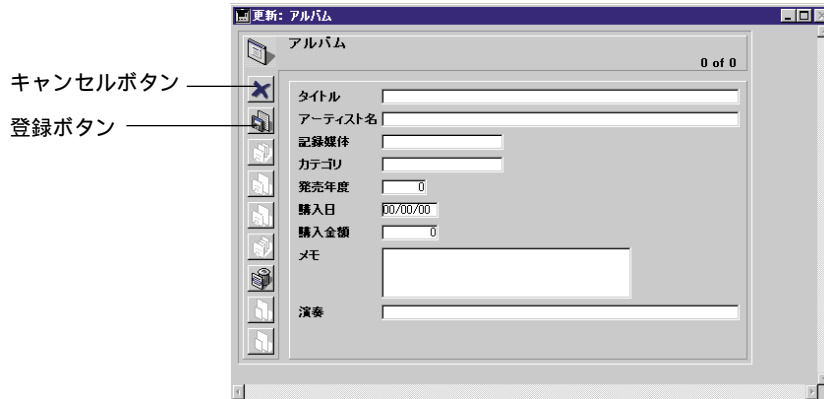 更新: アルバム
アルバム
0 of 0
キャンセルボタン
登録ボタン
タイトル
アーティスト名
記録媒体
カテゴリ
発売年度 0
購入日 00/00/00
購入金額 0
メモ
演奏